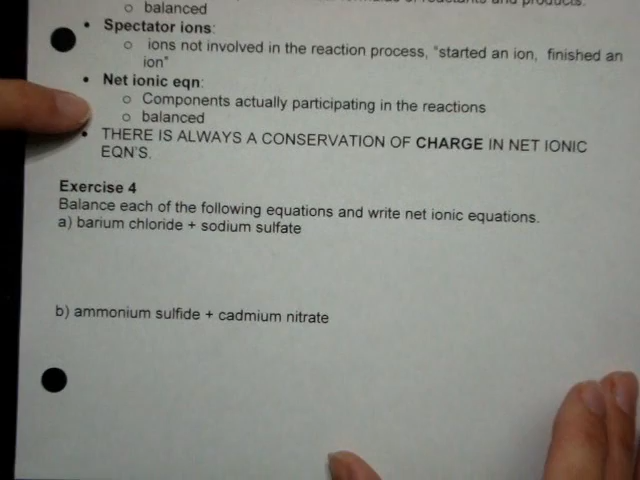 o balanced
• Spectator ions:
o ions not involved in the reaction process, "started an ion, finished an
ion"
• Net ionic eqn:
o Components actually participating in the reactions
o balanced
• THERE IS ALWAYS A CONSERVATION OF CHARGE IN NET IONIC
EQN'S.
Exercise 4
Balance each of the following equations and write net ionic equations.
a) barium chloride + sodium sulfate
b) ammonium sulfide + cadmium nitrate